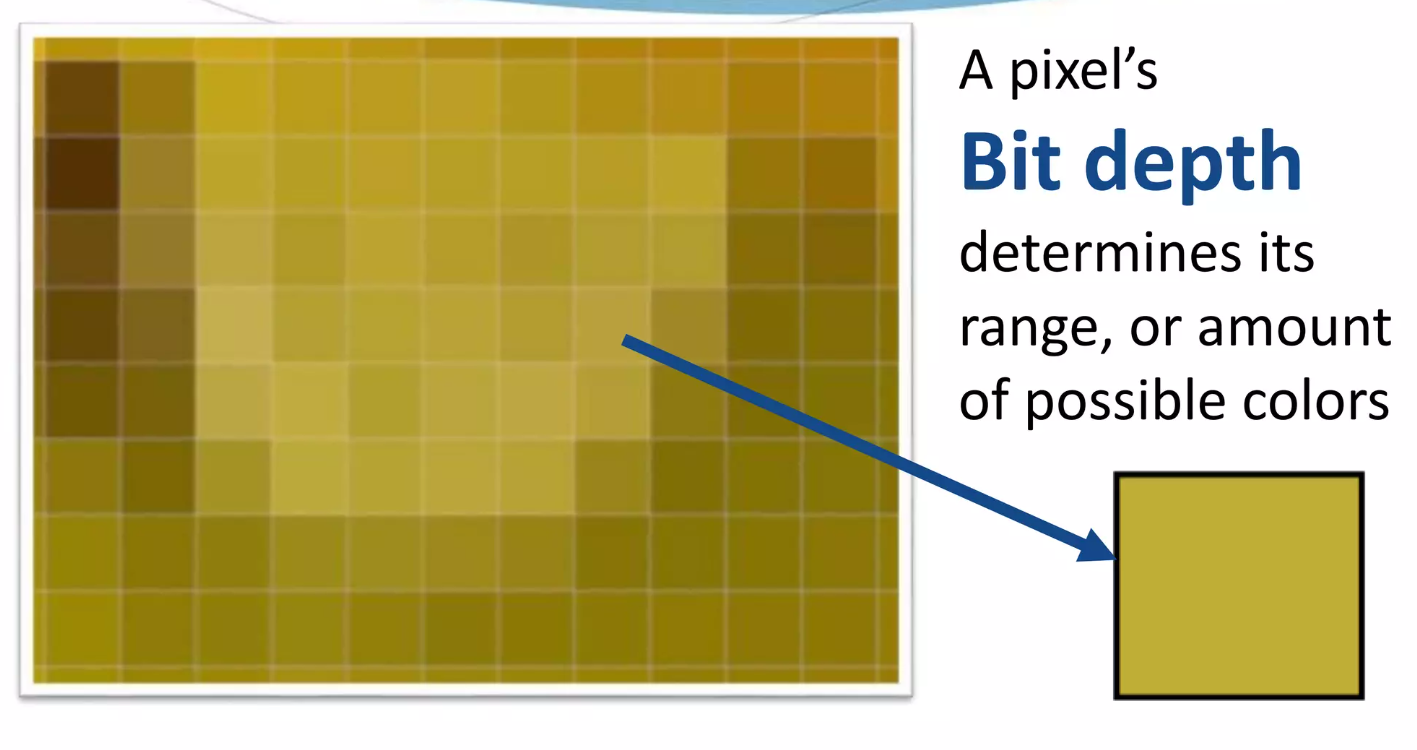 A pixel’s
Bit depth
determines its
range, or amount
of possible colors